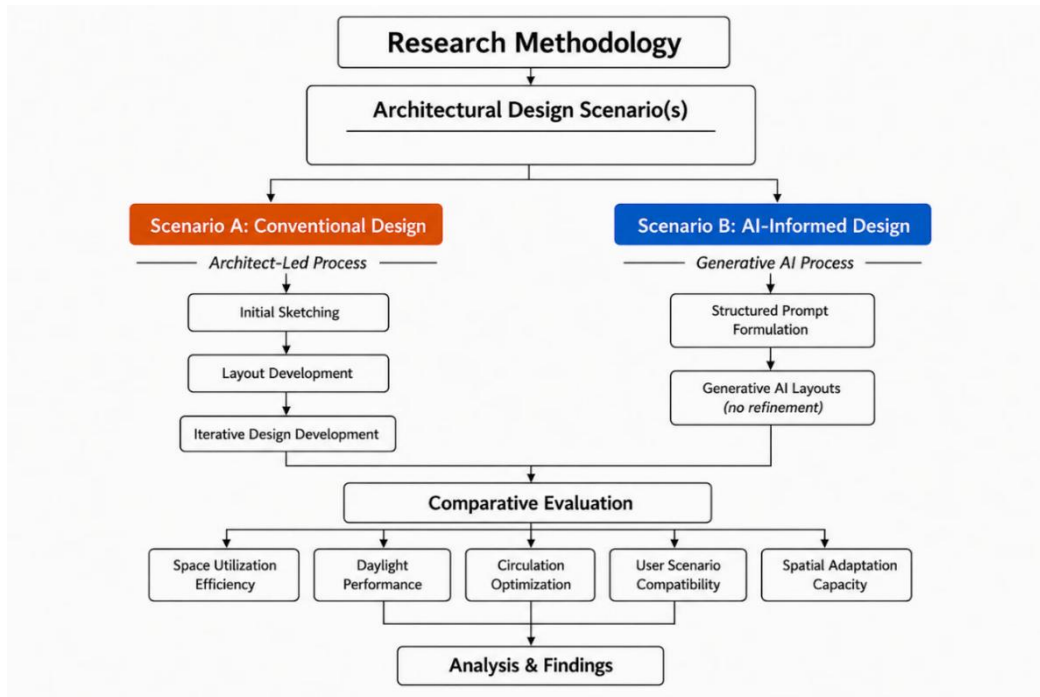 Research Methodology
Architectural Design Scenario(s)
Scenario A: Conventional Design
Architect-Led Process
Initial Sketching
Layout Development
Iterative Design Development
Scenario B: AI-Informed Design
Generative AI Process
Structured Prompt
Formulation
Generative AI Layouts
(no refinement)
Comparative Evaluation
Space Utilization
Efficiency
Daylight
Performance
Circulation
Optimization
User Scenario
Compatibility
Spatial Adaptation
Capacity
Analysis & Findings